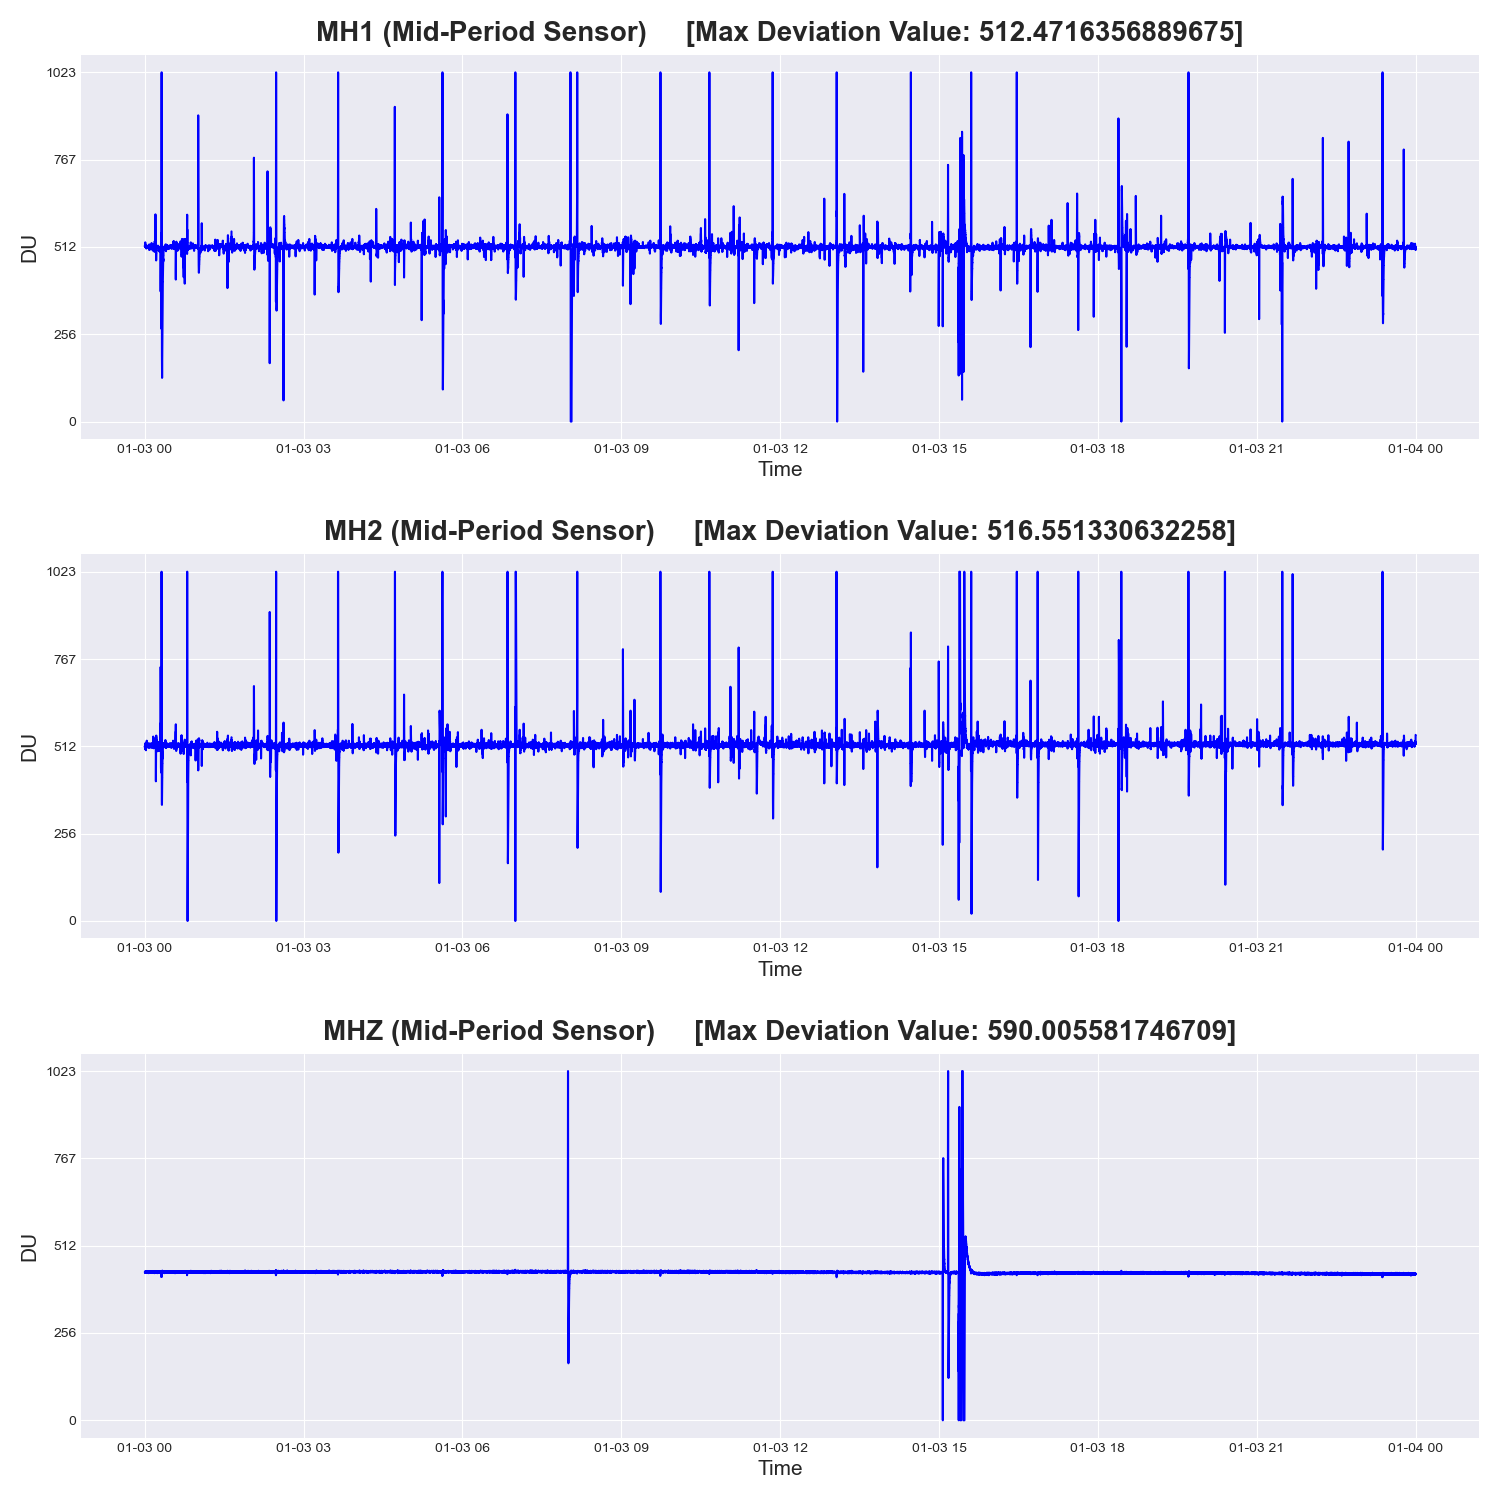 MH1 (Mid-Period Sensor) [Max Deviation Value: 512.4716356889675]
1023
767
512
256
0
DU
01-03 00 01-03 03 01-03 06 01-03 09 01-03 12 01-03 15 01-03 18 01-03 21 01-04 00
Time
MH2 (Mid-Period Sensor) [Max Deviation Value: 516.551330632258]
1023
767
512
256
0
DU
01-03 00 01-03 03 01-03 06 01-03 09 01-03 12 01-03 15 01-03 18 01-03 21 01-04 00
Time
MHZ (Mid-Period Sensor) [Max Deviation Value: 590.005581746709]
1023
767
512
256
0
DU
01-03 00 01-03 03 01-03 06 01-03 09 01-03 12 01-03 15 01-03 18 01-03 21 01-04 00
Time